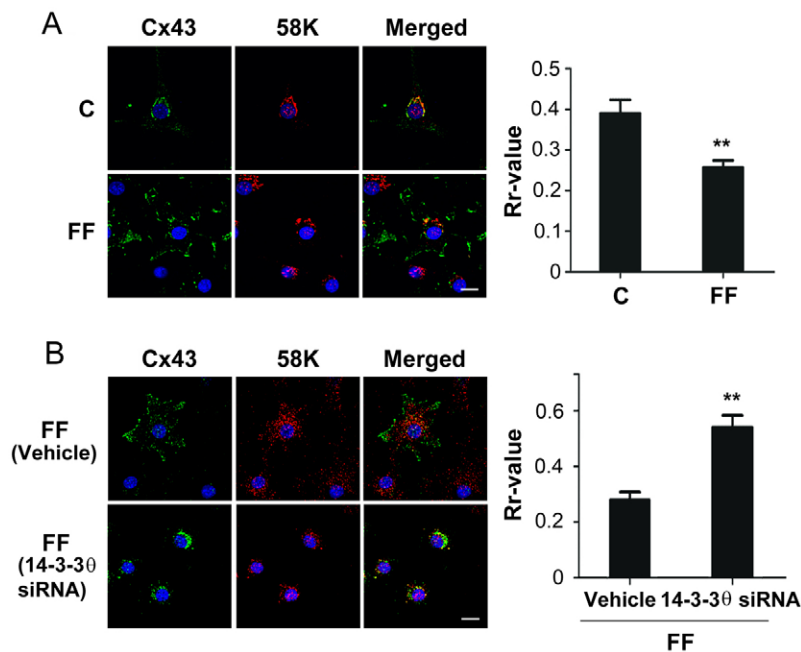 A
Cx43 58K Merged
C
FF
Rr-value
0.5
0.4
0.3
0.2
0.1
0
**
C FF
B
Cx43 58K Merged
FF
(Vehicle)
FF
(14-3-3θ
siRNA)
Rr-value
0.6
0.4
0.2
0
**
Vehicle 14-3-3θ siRNA
FF